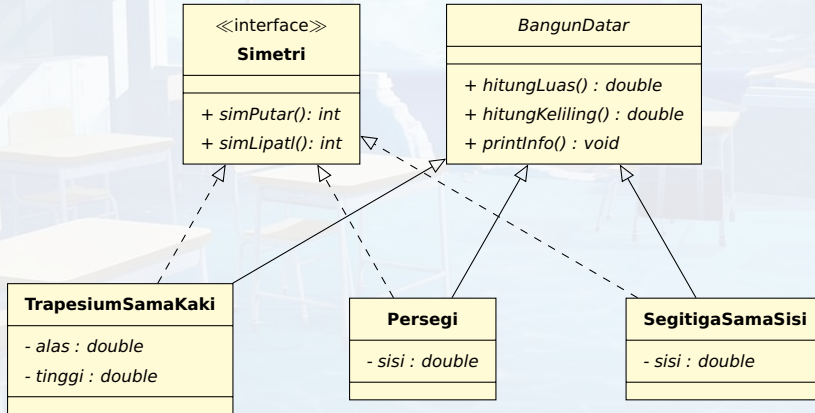 ≪interface≫
Simetri
+ simPutar(): int
+ simLipatl(): int
BangunDatar
+ hitungLuas() : double
+ hitungKeliling() : double
+ printInfo() : void
TrapesiumSamaKaki
- alas : double
- tinggi : double
Persegi
- sisi : double
SegitigaSamaSisi
- sisi : double